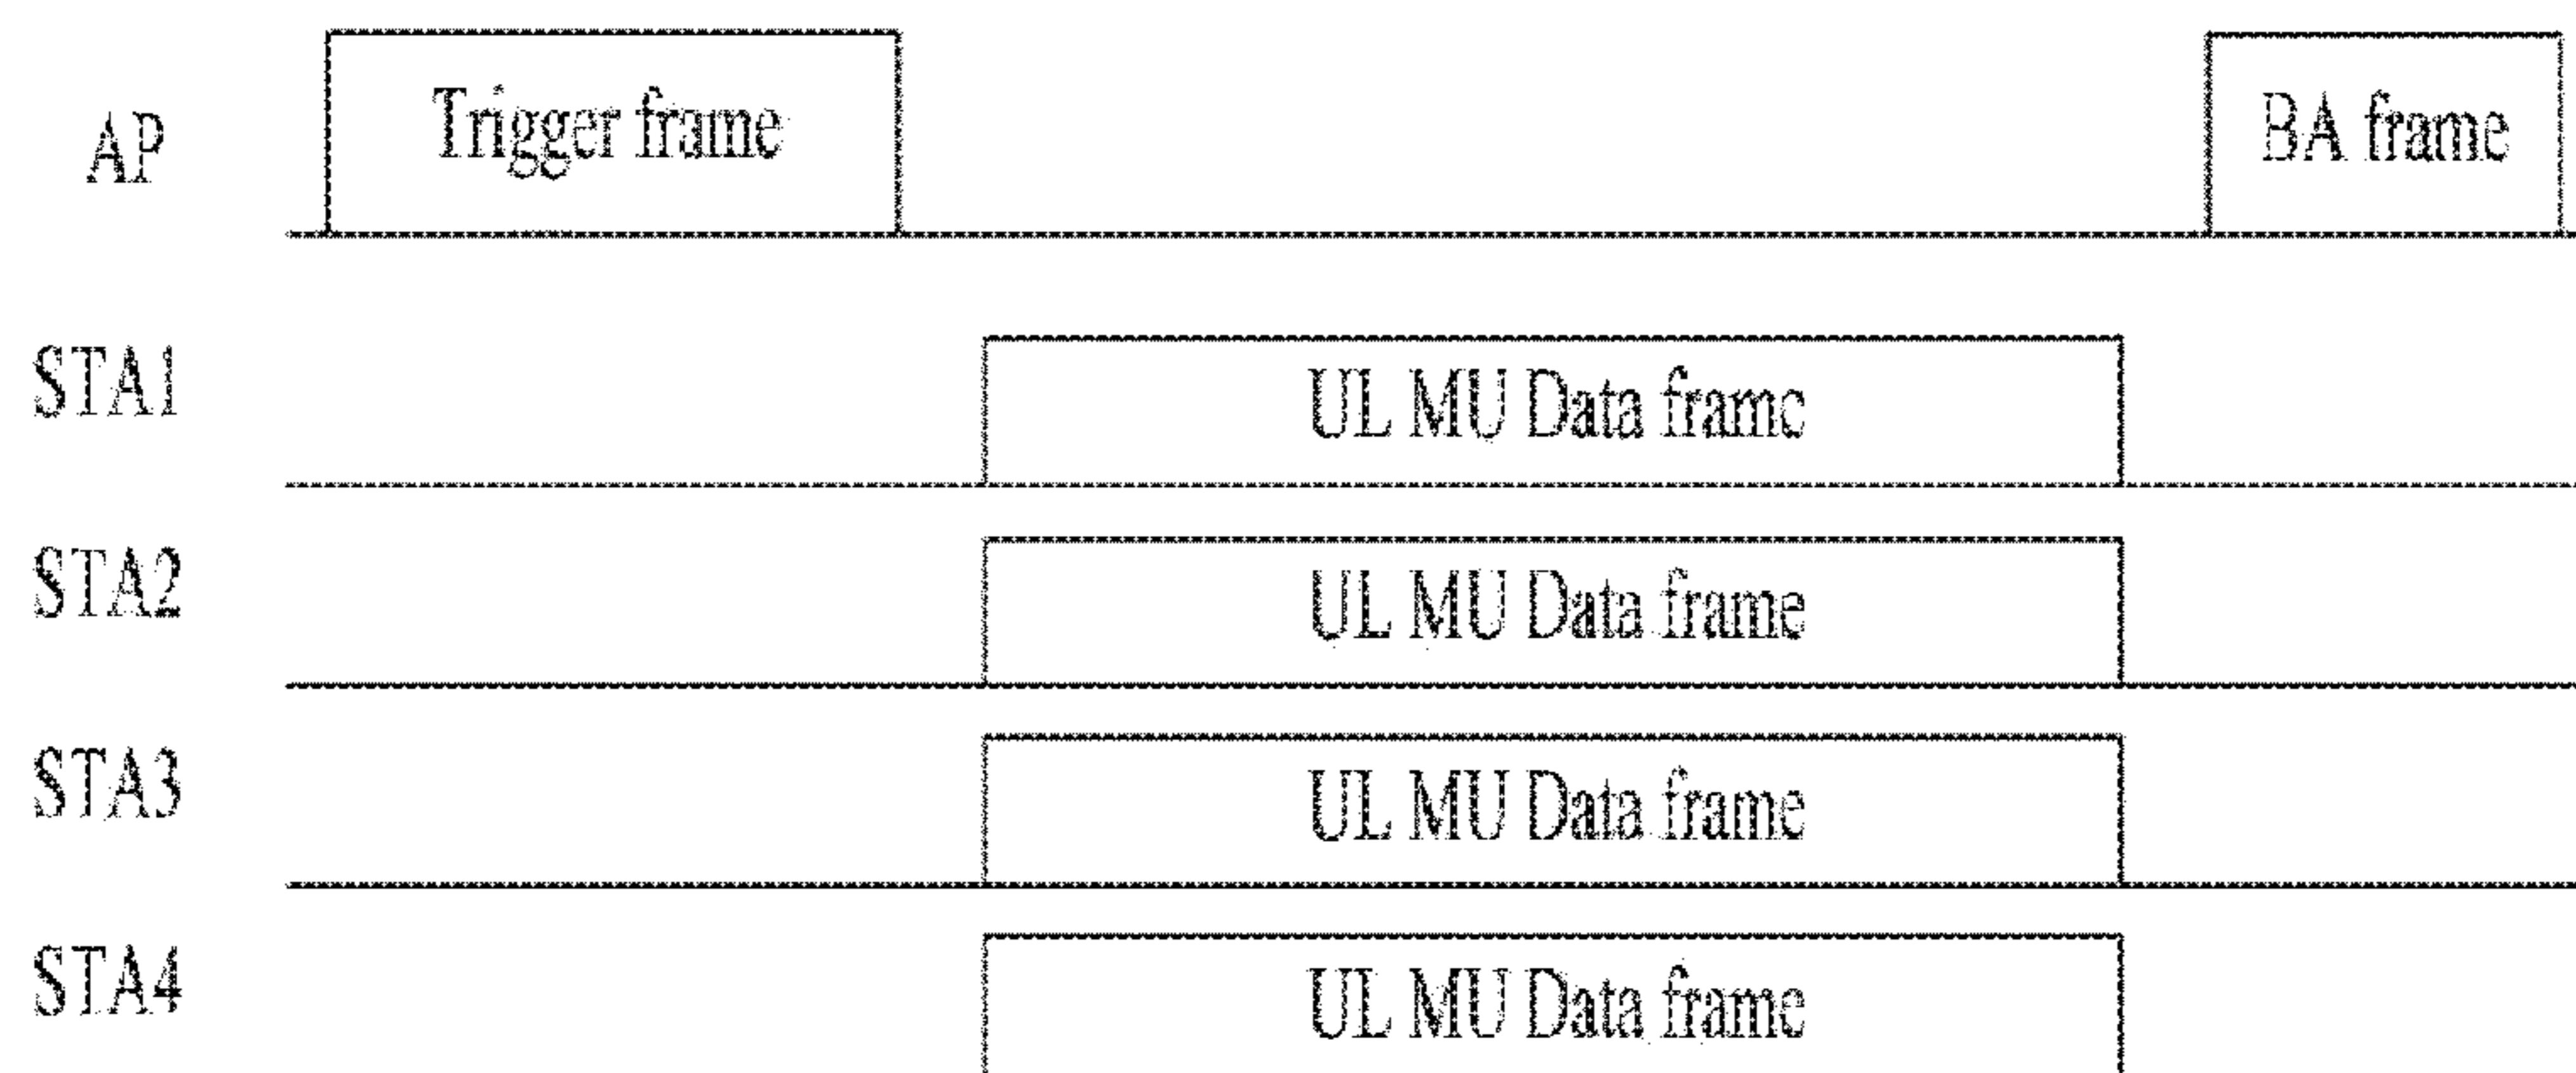 AP
Trigger frame
BA frame
STA1
UL MU Data frame
STA2
UL MU Data frame
STA3
UL MU Data frame
STA4
UL MU Data frame